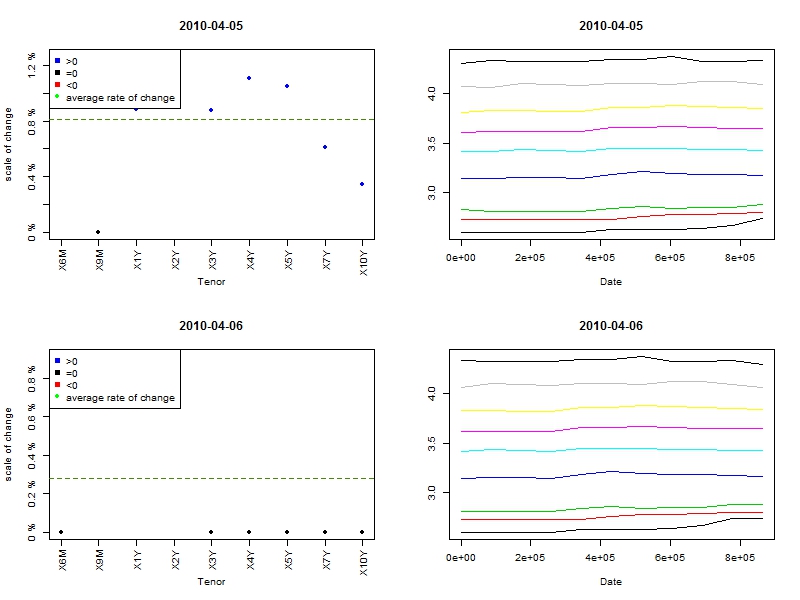 2010-04-05
>0
=0
<0
average rate of change
scale of change
0 %
0.4 %
0.8 %
1.2 %
X6M
X9M
X1Y
X2Y
X3Y
X4Y
X5Y
X7Y
X10Y
Tenor
2010-04-05
3.0
3.5
4.0
0e+00
2e+05
4e+05
6e+05
8e+05
Date
2010-04-06
>0
=0
<0
average rate of change
scale of change
0 %
0.2 %
0.4 %
0.6 %
0.8 %
X6M
X9M
X1Y
X2Y
X3Y
X4Y
X5Y
X7Y
X10Y
Tenor
2010-04-06
3.0
3.5
4.0
0e+00
2e+05
4e+05
6e+05
8e+05
Date